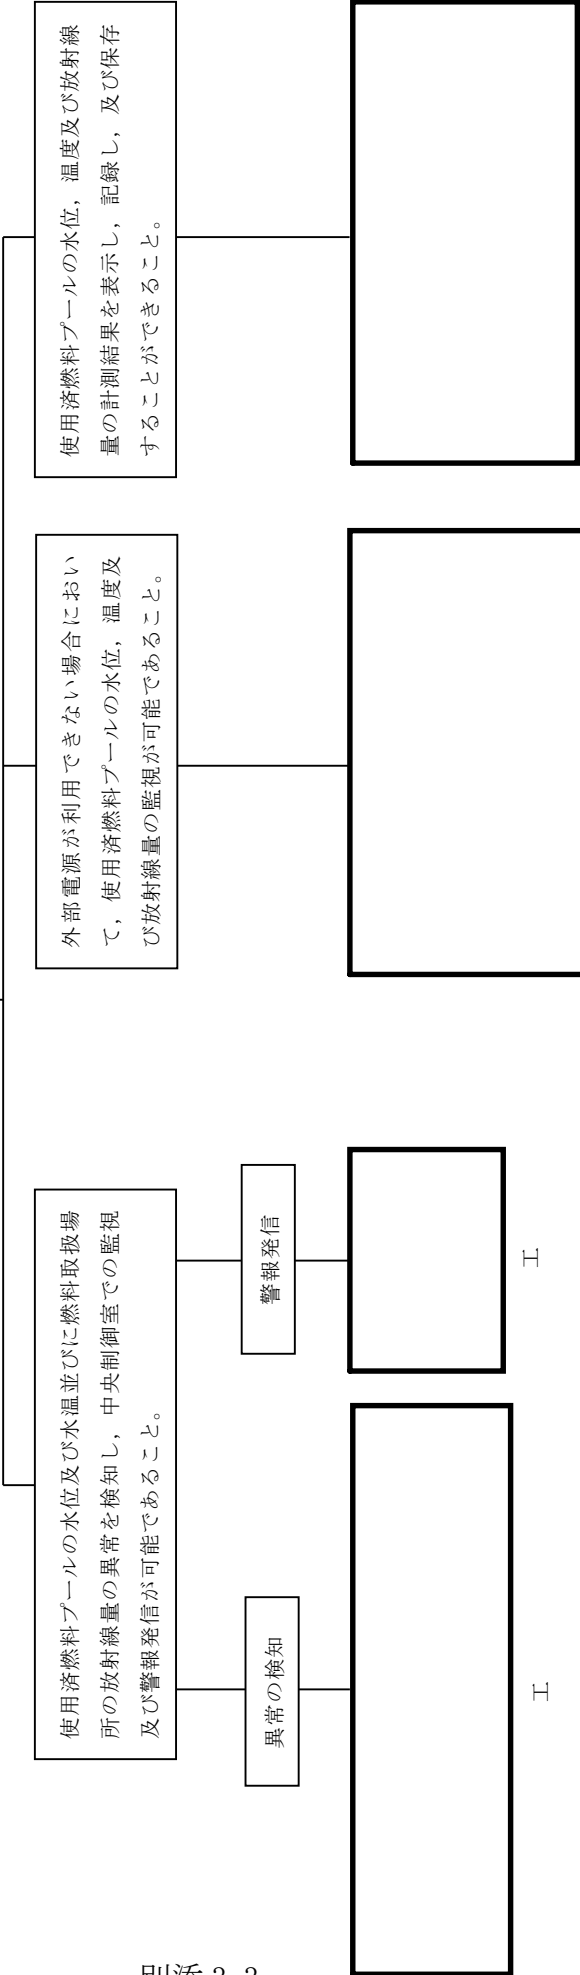 使用済燃料プールの水位及び水温並びに燃料取扱場
所の放射線量の異常を検知し，中央制御室での監視
及び警報発信が可能であること。
異常の検知
エ
警報発信
エ
外部電源が利用できない場合におい
て，使用済燃料プールの水位，温度及
び放射線量の監視が可能であること。
使用済燃料プールの水位，温度及び放射線
量の計測結果を表示し，記録し，及び保存
することができること。
別添 3-3